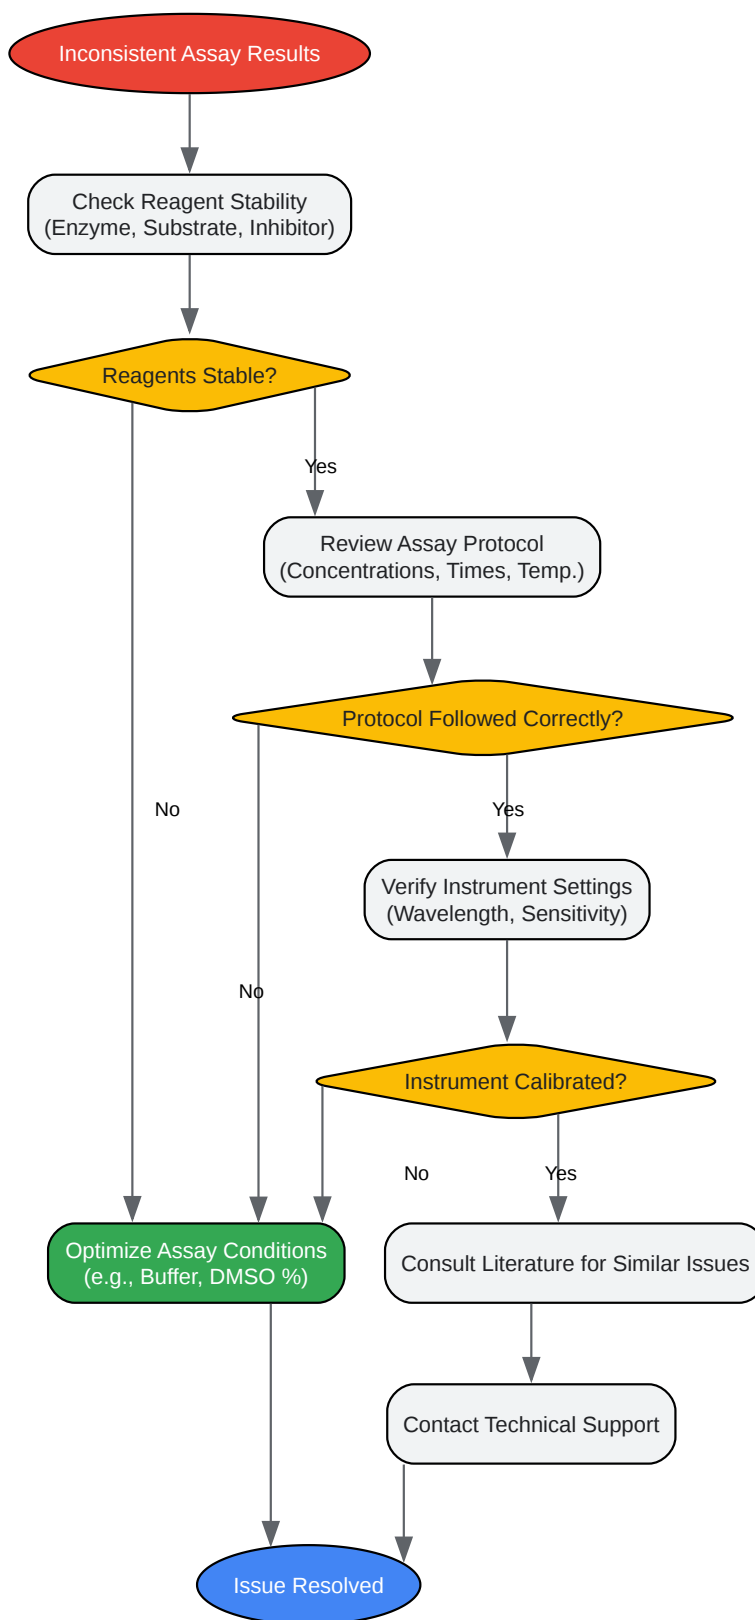 Inconsistent Assay Results
Check Reagent Stability
(Enzyme, Substrate, Inhibitor)
Reagents Stable?
Yes
Review Assay Protocol
(Concentrations, Times, Temp.)
Protocol Followed Correctly?
No
Yes
Verify Instrument Settings
(Wavelength, Sensitivity)
No
Instrument Calibrated?
No
Yes
Optimize Assay Conditions
(e.g., Buffer, DMSO %)
Consult Literature for Similar Issues
Contact Technical Support
Issue Resolved